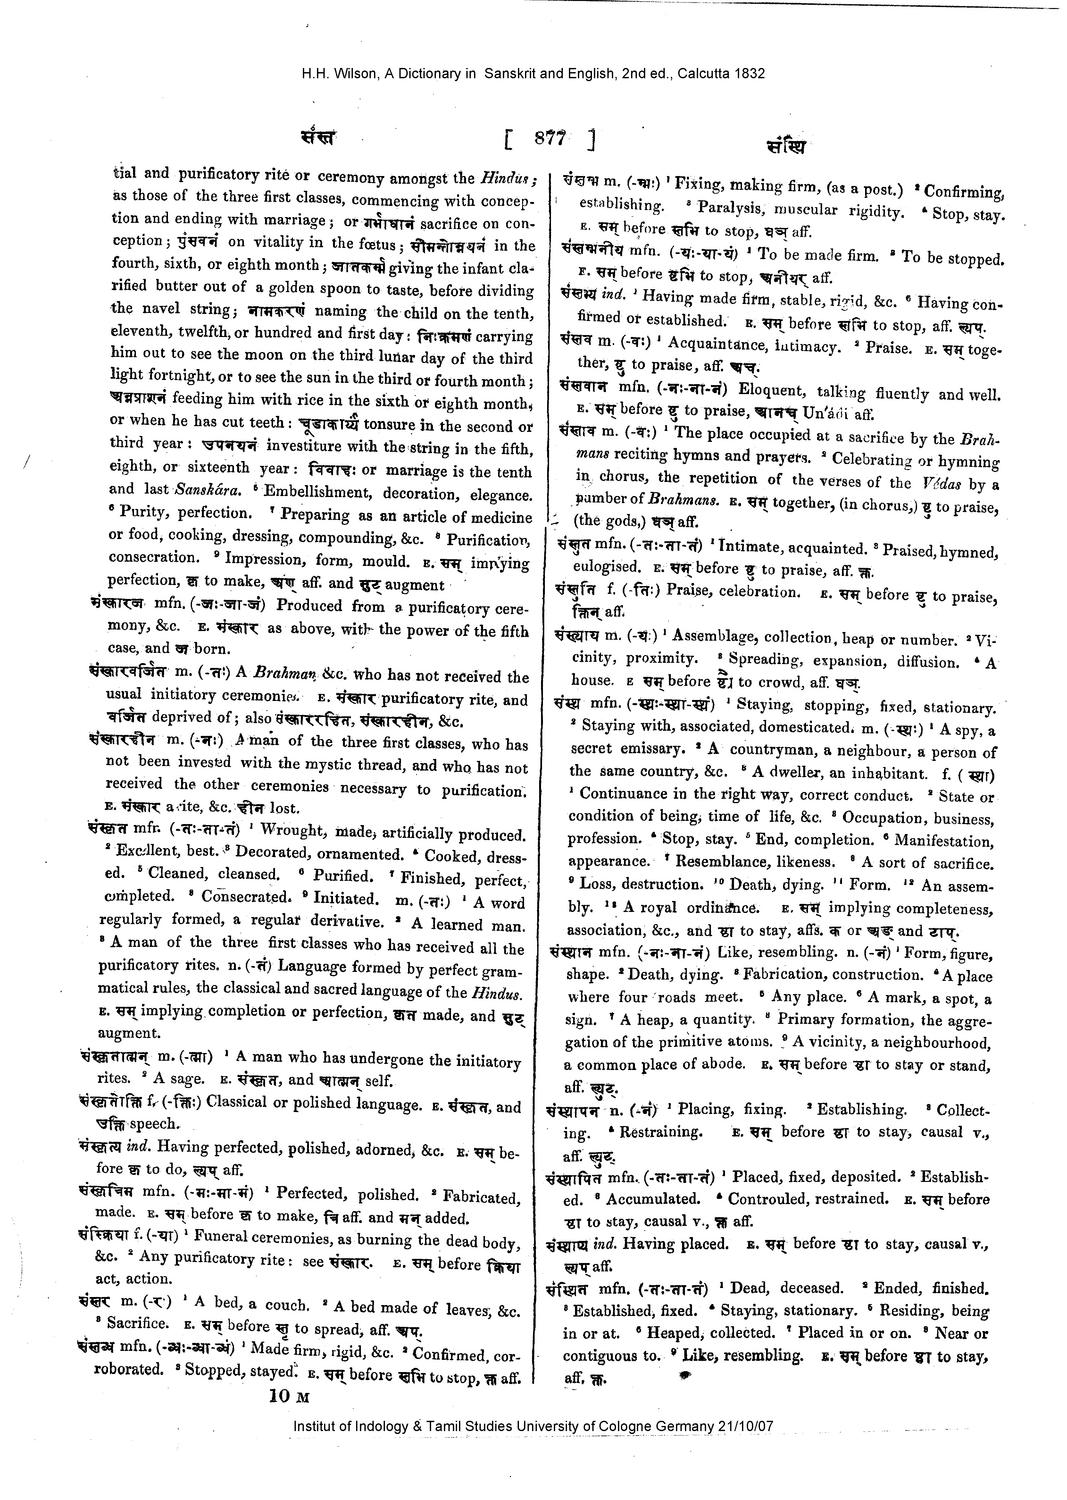 H.H. Wilson, A Dictionary in Sanskrit and English, 2nd ed., Calcutta 1832
संस्त [ 877 ] संस्थि
tial and purificatory rite or ceremony amongst the Hindus;
as those of the three first classes, commencing with concep-
tion and ending with marriage; or गर्भाधानं sacrifice on con-
ception; पुंसवनं on vitality in the fœtus; सीमन्तोन्नयनं in the
fourth, sixth, or eighth month; जातकर्म्म giving the infant cla-
rified butter out of a golden spoon to taste, before dividing
the navel string; नामकरणं naming the child on the tenth,
eleventh, twelfth, or hundred and first day: निःक्रमणं carrying
him out to see the moon on the third lunar day of the third
light fortnight, or to see the sun in the third or fourth month;
अन्नप्राशनं feeding him with rice in the sixth or eighth month,
or when he has cut teeth: चूडाकार्य्यं tonsure in the second or
third year: उपनयनं investiture with the string in the fifth,
eighth, or sixteenth year: विवाहः or marriage is the tenth
and last Sanskára. ⁵ Embellishment, decoration, elegance.
⁶ Purity, perfection. ⁷ Preparing as an article of medicine
or food, cooking, dressing, compounding, &c. ⁸ Purification,
consecration. ⁹ Impression, form, mould. E. सम् implying
perfection, कृ to make, घञ् aff. and सुट् augment
संस्कारज mfn. (-जः-जा-जं) Produced from a purificatory cere-
mony, &c. E. संस्कार as above, with the power of the fifth
case, and ज born.
संस्कारवर्जित m. (-तः) A Brahman &c. who has not received the
usual initiatory ceremonies. E. संस्कार purificatory rite, and
वर्जित deprived of; also संस्काररहित, संस्कारहीन, &c.
संस्कारहीन m. (-नः) A man of the three first classes, who has
not been invested with the mystic thread, and who has not
received the other ceremonies necessary to purification.
E. संस्कार a rite, &c. हीन lost.
संस्कृत mfn. (-तः-ता-तं) ¹ Wrought, made, artificially produced.
² Excellent, best. ³ Decorated, ornamented. ⁴ Cooked, dress-
ed. ⁵ Cleaned, cleansed. ⁶ Purified. ⁷ Finished, perfect,
completed. ⁸ Consecrated. ⁹ Initiated. m. (-तः) ¹ A word
regularly formed, a regular derivative. ² A learned man.
³ A man of the three first classes who has received all the
purificatory rites. n. (-तं) Language formed by perfect gram-
matical rules, the classical and sacred language of the Hindus.
E. सम् implying completion or perfection, कृत made, and सुट्
augment.
संस्कृतात्मन् m. (-त्मा) ¹ A man who has undergone the initiatory
rites. ² A sage. E. संस्कृत, and आत्मन् self.
संस्कृतोक्ति f. (-क्तिः) Classical or polished language. E. संस्कृत, and
उक्ति speech.
संस्कृत्य ind. Having perfected, polished, adorned, &c. E. सम् be-
fore कृ to do, ल्यप् aff.
संस्कृत्रिम mfn. (-मः-मा-मं) ¹ Perfected, polished. ² Fabricated,
made. E. सम् before कृ to make, त्रि aff. and मन् added.
संस्क्रिया f. (-या) ¹ Funeral ceremonies, as burning the dead body,
&c. ² Any purificatory rite: see संस्कार. E. सम् before क्रिया
act, action.
संस्तर m. (-रः) ¹ A bed, a couch. ² A bed made of leaves, &c.
³ Sacrifice. E. सम् before स्तृ to spread, aff. अप्.
संस्तब्ध mfn. (-ब्धः-ब्धा-ब्धं) ¹ Made firm, rigid, &c. ² Confirmed, cor-
roborated. ³ Stopped, stayed. E. सम् before स्तभि to stop, क्त aff.
10 M
संस्तम्भ m. (-म्भः) ¹ Fixing, making firm, (as a post.) ² Confirming,
establishing. ³ Paralysis, muscular rigidity. ⁴ Stop, stay.
E. सम् before स्तभि to stop, घञ् aff.
संस्तम्भनीय mfn. (-यः-या-यं) ¹ To be made firm. ² To be stopped.
E. सम् before ष्टभि to stop, अनीयर् aff.
संस्तभ्य ind. ¹ Having made firm, stable, rigid, &c. ⁶ Having con-
firmed or established. E. सम् before स्तभि to stop, aff. ल्यप्.
संस्तव m. (-वः) ¹ Acquaintance, intimacy. ² Praise. E. सम् toge-
ther, ष्टु to praise, aff. अच्.
संस्तवान mfn. (-नः-ना-नं) Eloquent, talking fluently and well.
E. सम् before ष्टु to praise, आनच् Un'ádi aff.
संस्ताव m. (-वः) ¹ The place occupied at a sacrifice by the Brah-
mans reciting hymns and prayers. ² Celebrating or hymning
in chorus, the repetition of the verses of the Védas by a
number of Brahmans. E. सम् together, (in chorus,) ष्टु to praise,
(the gods,) घञ् aff.
संस्तुत mfn. (-तः-ता-तं) ¹ Intimate, acquainted. ² Praised, hymned,
eulogised. E. सम् before ष्टु to praise, aff. क्त.
संस्तुति f. (-तिः) Praise, celebration. E. सम् before ष्टु to praise,
क्तिन् aff.
संस्त्याय m. (-यः) ¹ Assemblage, collection, heap or number. ² Vi-
cinity, proximity. ³ Spreading, expansion, diffusion. ⁴ A
house. E सम् before ष्ट्यै to crowd, aff. घञ्.
संस्थ mfn. (-स्थः-स्था-स्थं) ¹ Staying, stopping, fixed, stationary.
² Staying with, associated, domesticated. m. (-स्थः) ¹ A spy, a
secret emissary. ² A countryman, a neighbour, a person of
the same country, &c. ³ A dweller, an inhabitant. f. (स्था)
¹ Continuance in the right way, correct conduct. ² State or
condition of being, time of life, &c. ³ Occupation, business,
profession. ⁴ Stop, stay. ⁵ End, completion. ⁶ Manifestation,
appearance. ⁷ Resemblance, likeness. ⁸ A sort of sacrifice.
⁹ Loss, destruction. ¹⁰ Death, dying. ¹¹ Form. ¹² An assem-
bly. ¹³ A royal ordinance. E. सम् implying completeness,
association, &c., and ष्ठा to stay, affs. क or अङ् and टाप्.
संस्थान mfn. (-नः-ना-नं) Like, resembling. n. (-नं) ¹ Form, figure,
shape. ² Death, dying. ³ Fabrication, construction. ⁴ A place
where four roads meet. ⁵ Any place. ⁶ A mark, a spot, a
sign. ⁷ A heap, a quantity. ⁸ Primary formation, the aggre-
gation of the primitive atoms. ⁹ A vicinity, a neighbourhood,
a common place of abode. E. सम् before ष्ठा to stay or stand,
aff. ल्युट्.
संस्थापन n. (-नं) ¹ Placing, fixing. ² Establishing. ³ Collect-
ing. ⁴ Restraining. E. सम् before ष्ठा to stay, causal v.,
aff. ल्युट्.
संस्थापित mfn. (-तः-ता-तं) ¹ Placed, fixed, deposited. ² Establish-
ed. ³ Accumulated. ⁴ Controuled, restrained. E. सम् before
ष्ठा to stay, causal v., क्त aff.
संस्थाप्य ind. Having placed. E. सम् before ष्ठा to stay, causal v.,
ल्यप् aff.
संस्थित mfn. (-तः-ता-तं) ¹ Dead, deceased. ² Ended, finished.
³ Established, fixed. ⁴ Staying, stationary. ⁵ Residing, being
in or at. ⁶ Heaped, collected. ⁷ Placed in or on. ⁸ Near or
contiguous to. ⁹ Like, resembling. E. सम् before ष्ठा to stay,
aff. क्त.
Institut of Indology & Tamil Studies University of Cologne Germany 21/10/07